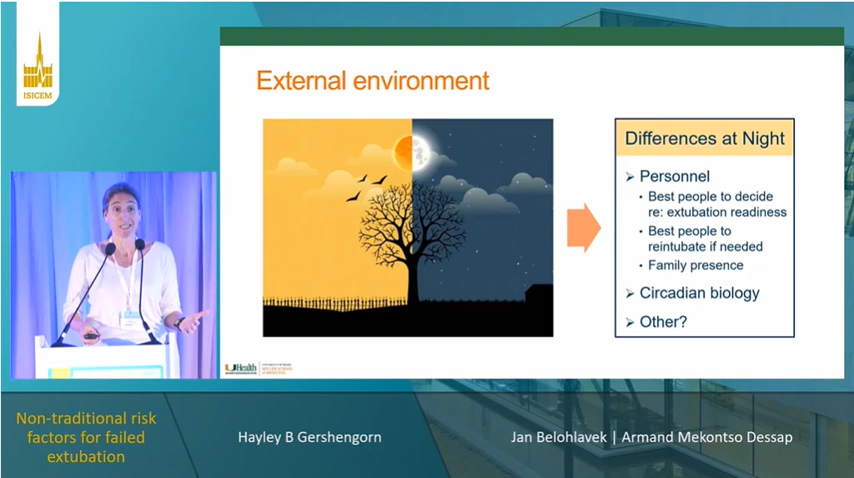 ISICEM
External environment
Differences at Night
➢ Personnel
• Best people to decide
re: extubation readiness
• Best people to
reintubate if needed
• Family presence
➢ Circadian biology
➢ Other?
UHealth
Non-traditional risk
factors for failed
extubation
Hayley B Gershengorn
Jan Belohlavek | Armand Mekontso Dessap